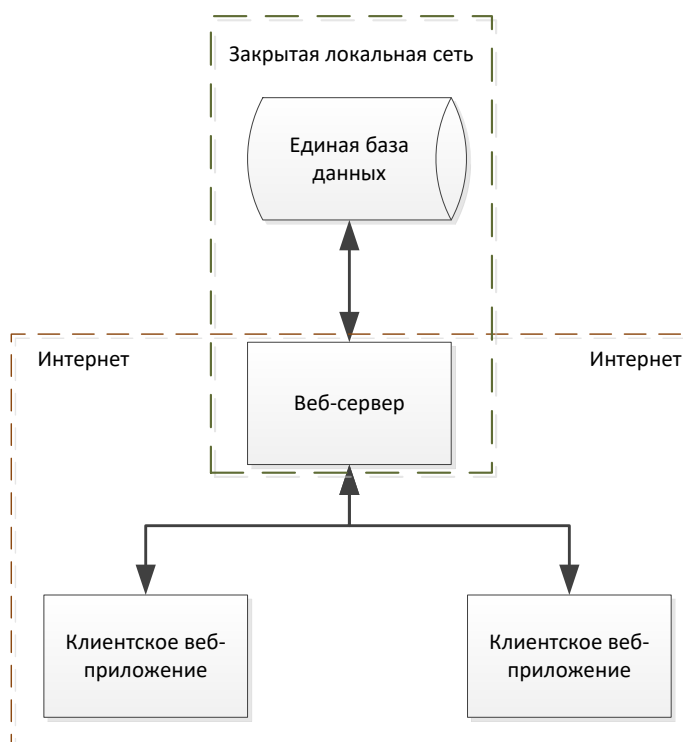 Закрытая локальная сеть
Единая база
данных
Интернет
Интернет
Веб-сервер
Клиентское веб-
приложение
Клиентское веб-
приложение